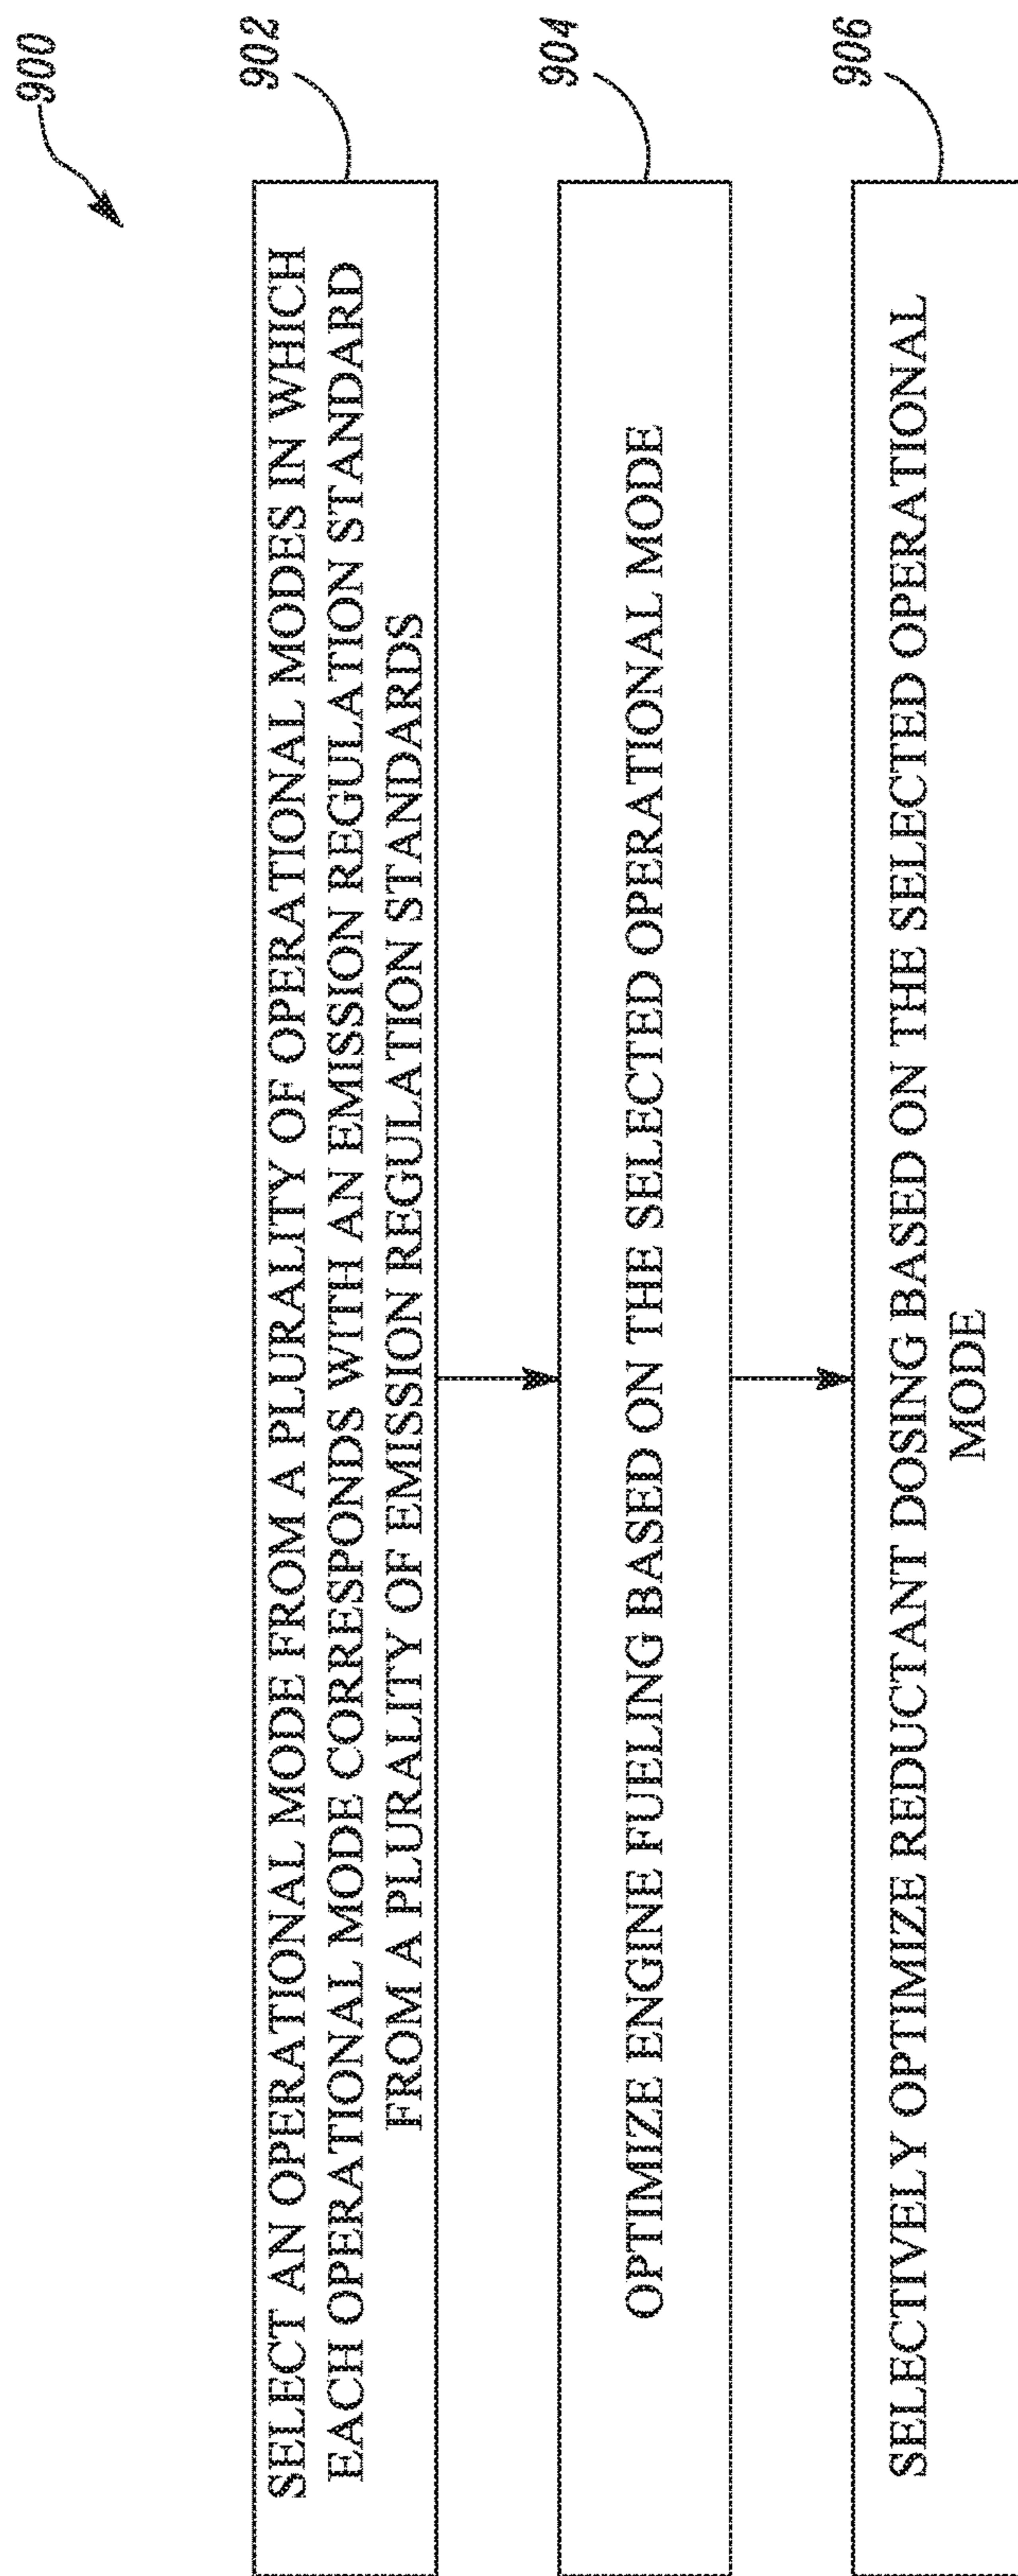 900
902
SELECT AN OPERATIONAL MODE FROM A PLURALITY OF OPERATIONAL MODES IN WHICH
EACH OPERATIONAL MODE CORRESPONDS WITH AN EMISSION REGULATION STANDARD
FROM A PLURALITY OF EMISSION REGULATION STANDARDS
904
OPTIMIZE ENGINE FUELING BASED ON THE SELECTED OPERATIONAL MODE
906
SELECTIVELY OPTIMIZE REDUCTANT DOSING BASED ON THE SELECTED OPERATIONAL
MODE